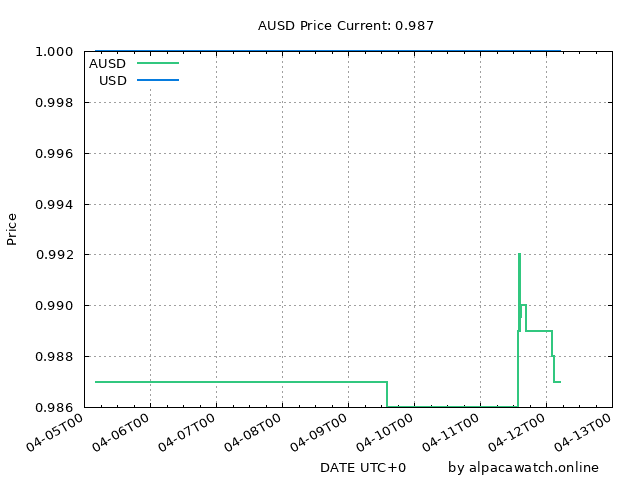 AUSD Price Current: 0.987
1.000
AUSD
USD
0.998
0.996
0.994
Price
0.992
0.990
0.988
0.986
04-05T00 04-06T00 04-07T00 04-08T00 04-09T00 04-10T00 04-11T00 04-12T00 04-13T00
DATE UTC+0 by alpacawatch.online